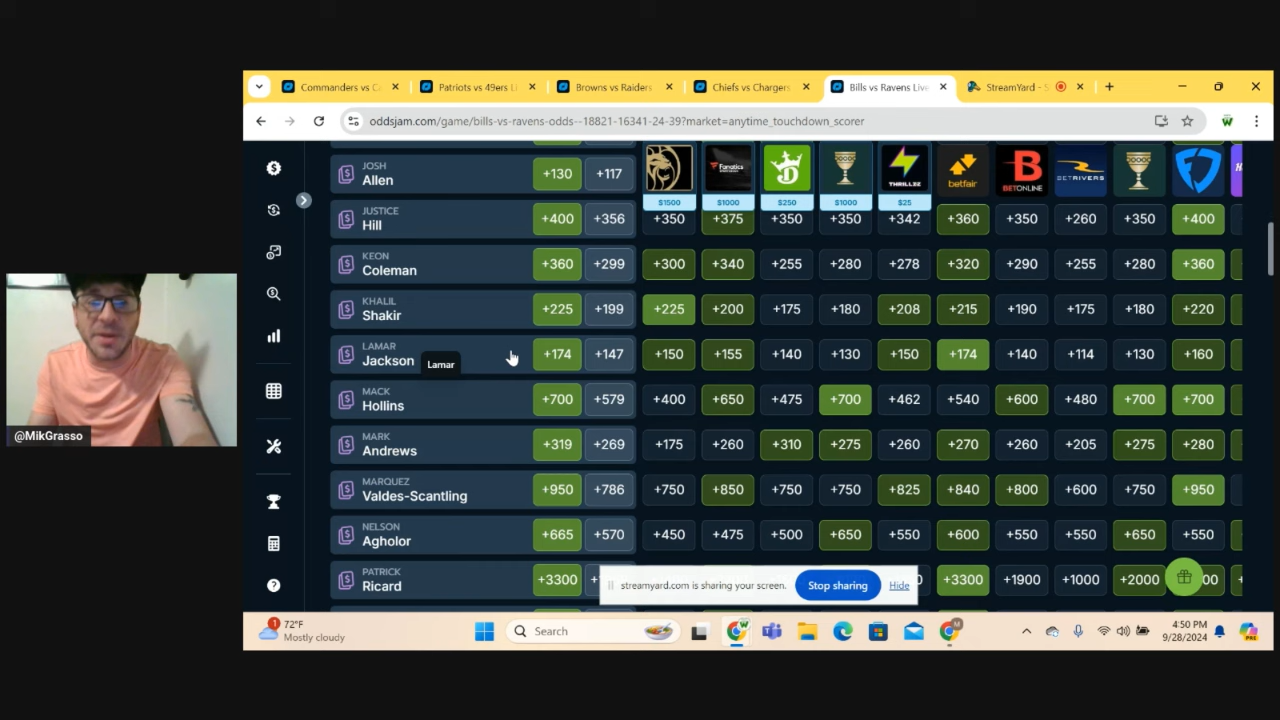 Commanders vs C
Patriots vs 49ers L
Browns vs Raiders
Chiefs vs Chargers
Bills vs Ravens Live
StreamYard - S
oddsjam.com/game/bills-vs-ravens-odds--18821-16341-24-39?market=anytime_touchdown_scorer
JOSH
Allen +130 +117
Fanatics
THRILLZZ
betfair
B
BETONLINE
BETRIVERS
$1500 $1000 $250 $1000 $25
JUSTICE
Hill +400 +356 +350 +375 +350 +350 +342 +360 +350 +260 +350 +400
KEON
Coleman +360 +299 +300 +340 +255 +280 +278 +320 +290 +255 +280 +360
KHALIL
Shakir +225 +199 +225 +200 +175 +180 +208 +215 +190 +175 +180 +220
LAMAR
Jackson +174 +147 +150 +155 +140 +130 +150 +174 +140 +114 +130 +160
Lamar
MACK
Hollins +700 +579 +400 +650 +475 +700 +462 +540 +600 +480 +700 +700
MARK
Andrews +319 +269 +175 +260 +310 +275 +260 +270 +260 +205 +275 +280
MARQUEZ
Valdes-Scantling +950 +786 +750 +850 +750 +750 +825 +840 +800 +600 +750 +950
NELSON
Agholor +665 +570 +450 +475 +500 +650 +550 +600 +550 +550 +650 +550
PATRICK
Ricard +3300 +3300 +1900 +1000 +2000
@MikGrasso
streamyard.com is sharing your screen. Stop sharing Hide
1
72°F
Mostly cloudy
Search
4:50 PM
9/28/2024